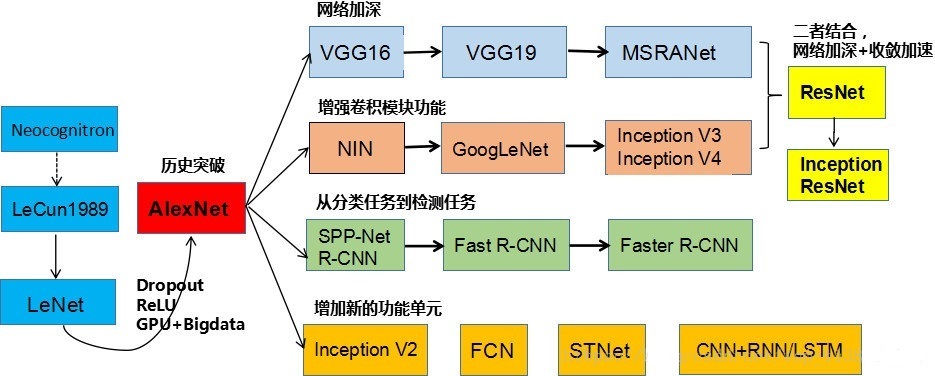 网络加深
VGG16
VGG19
MSRANet
二者结合，
网络加深+收敛加速
ResNet
Inception
ResNet
增强卷积模块功能
NIN
GoogLeNet
Inception V3
Inception V4
Neocognitron
LeCun1989
LeNet
历史突破
AlexNet
Dropout
ReLU
GPU+Bigdata
从分类任务到检测任务
SPP-Net
R-CNN
Fast R-CNN
Faster R-CNN
增加新的功能单元
Inception V2
FCN
STNet
CNN+RNN/LSTM